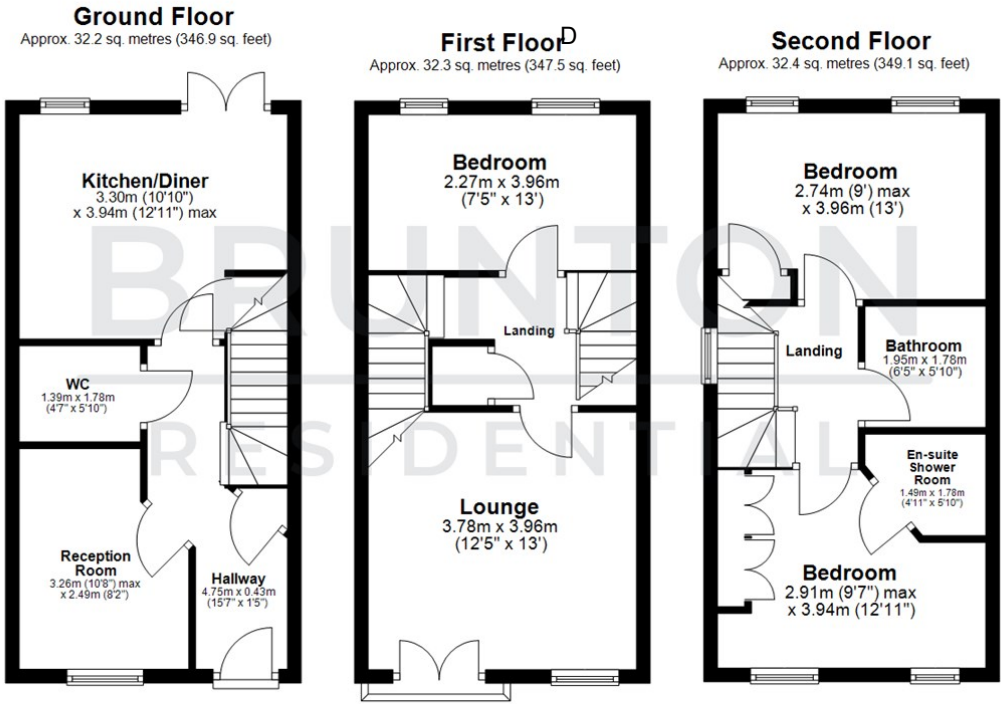 Ground Floor
Approx. 32.2 sq. metres (346.9 sq. feet)
Kitchen/Diner
3.30m (10'10")
x 3.94m (12'11") max
WC
1.39m x 1.78m
(4'7" x 5'10")
Reception
Room
3.26m (10'8") max
x 2.49m (8'2")
Hallway
4.75m x 0.43m
(15'7" x 1'5")
First Floor
D
Approx. 32.3 sq. metres (347.5 sq. feet)
Bedroom
2.27m x 3.96m
(7'5" x 13')
Landing
Lounge
3.78m x 3.96m
(12'5" x 13')
Second Floor
Approx. 32.4 sq. metres (349.1 sq. feet)
Bedroom
2.74m (9') max
x 3.96m (13')
Landing
Bathroom
1.95m x 1.78m
(6'5" x 5'10")
En-suite
Shower
Room
1.49m x 1.78m
(4'11" x 5'10")
Bedroom
2.91m (9'7") max
x 3.94m (12'11")
BRUNTON
RESIDENTIAL